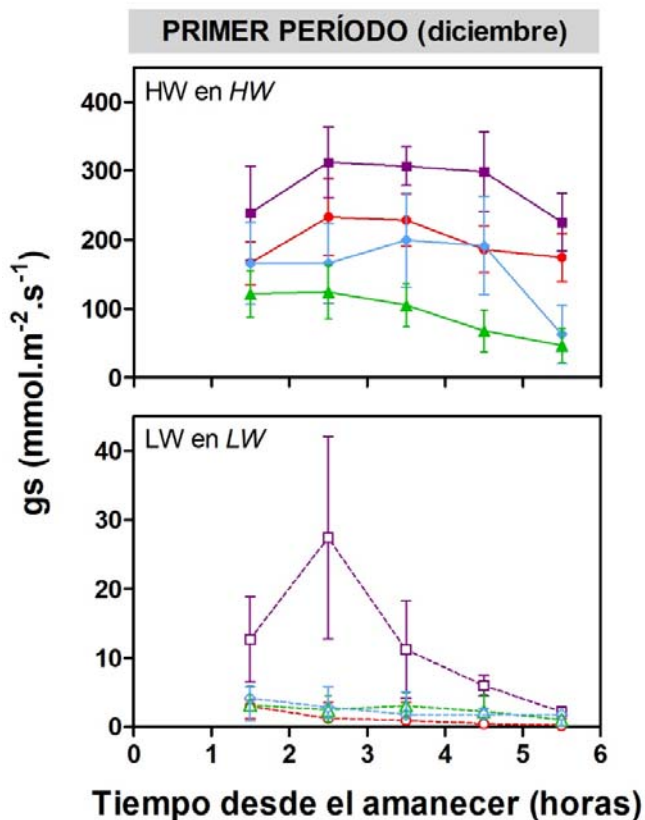 PRIMER PERÍODO (diciembre)
HW en HW
400
300
200
100
0
LW en LW
40
30
20
10
0
gs (mmol.m⁻².s⁻¹)
0 1 2 3 4 5 6
Tiempo desde el amanecer (horas)